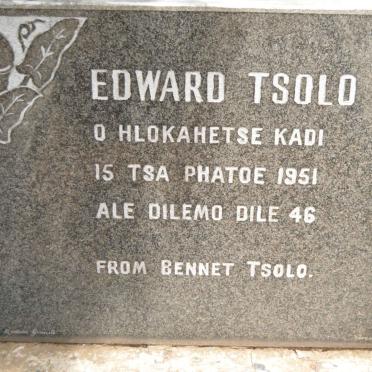 EDWARD TSOLO
O HLOKAHETSE KADI
15 TSA PHATOE 1951
ALE DILEMO DILE 46
FROM BENNET TSOLO.